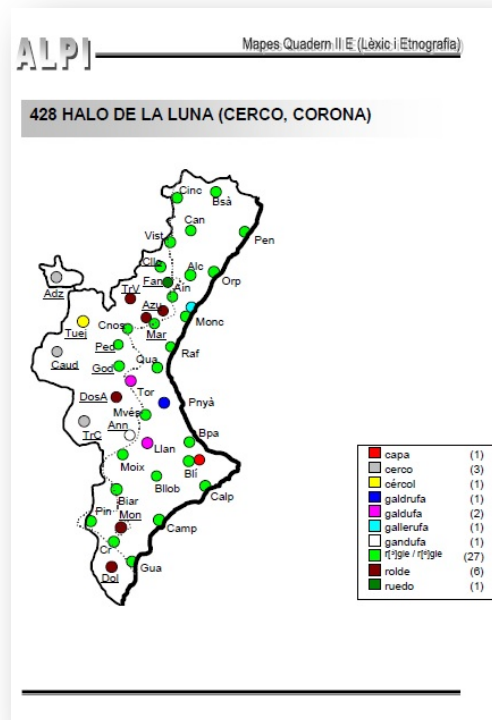 ALPI
Mapes Quadern II E (Lèxic i Etnografia)
428 HALO DE LA LUNA (CERCO, CORONA)
Cinc
Bsà
Can
Vist
Pen
Clle
Alc
Orp
Adz
Fan
TrV
Aín
Azu
Monc
Tuej
Cnos
Mar
Ped
Raf
Caud
God
Qua
Tor
DosA
Pnyà
Mvés
Ann
TrC
Bpa
Llan
Moix
Blí
Bllob
Calp
Biar
Pin
Mon
Camp
Cr
Gua
Dol
capa (1)
cerco (3)
cércol (1)
galdrufa (1)
galdufa (2)
gallerufa (1)
gandufa (1)
(27)
rolde (6)
ruedo (1)